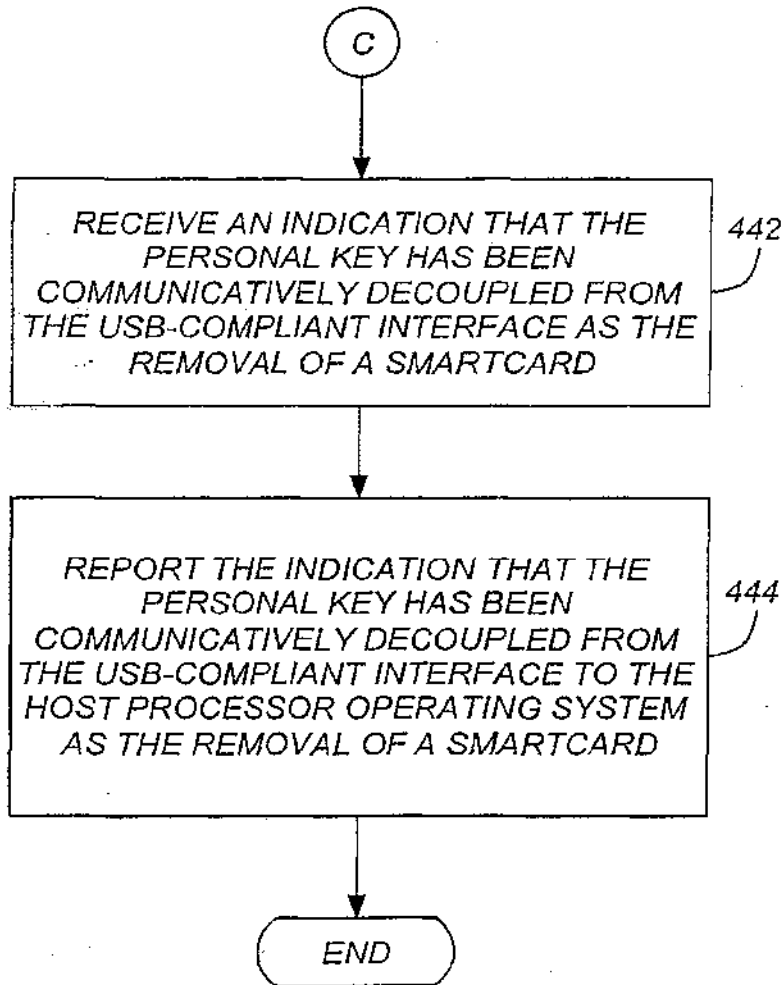 C
RECEIVE AN INDICATION THAT THE
PERSONAL KEY HAS BEEN
COMMUNICATIVELY DECOUPLED FROM
THE USB-COMPLIANT INTERFACE AS THE
REMOVAL OF A SMARTCARD
442
REPORT THE INDICATION THAT THE
PERSONAL KEY HAS BEEN
COMMUNICATIVELY DECOUPLED FROM
THE USB-COMPLIANT INTERFACE TO THE
HOST PROCESSOR OPERATING SYSTEM
AS THE REMOVAL OF A SMARTCARD
444
END